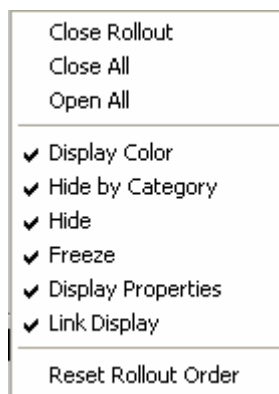 Close Rollout
Close All
Open All
Display Color
Hide by Category
Hide
Freeze
Display Properties
Link Display
Reset Rollout Order